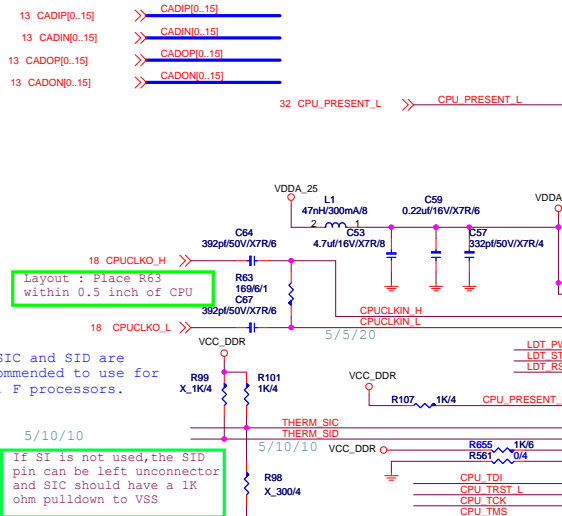 13 CADIP[0..15] CADIP[0..15]
13 CADIN[0..15] CADIN[0..15]
13 CADOP[0..15] CADOP[0..15]
13 CADON[0..15] CADON[0..15]
32 CPU_PRESENT_L CPU_PRESENT_L
VDDA_25
VDDA
L1
47nH/300mA/8
2 1
C59
0.22uf/16V/X7R/6
C64
392pf/50V/X7R/6
C53
4.7uf/16V/X7R/8
C57
332pf/50V/X7R/4
18 CPUCLKO_H
Layout : Place R63
within 0.5 inch of CPU
R63
169/6/1
C67
392pf/50V/X7R/6
CPUCLKIN_H
CPUCLKIN_L
18 CPUCLKO_L
5/5/20
VCC_DDR
LDT_PW
LDT_ST
LDT_RS
SIC and SID are
ommended to use for
F processors.
R99
X_1K/4
R101
1K/4
VCC_DDR
R107 1K/4 CPU_PRESENT_
THERM_SIC
THERM_SID
5/10/10
5/10/10
VCC_DDR
R655 1K/6
R561 0/4
If SI is not used,the SID
pin can be left unconnector
and SIC should have a 1K
ohm pulldown to VSS
R98
X_300/4
CPU_TDI
CPU_TRST_L
CPU_TCK
CPU_TMS